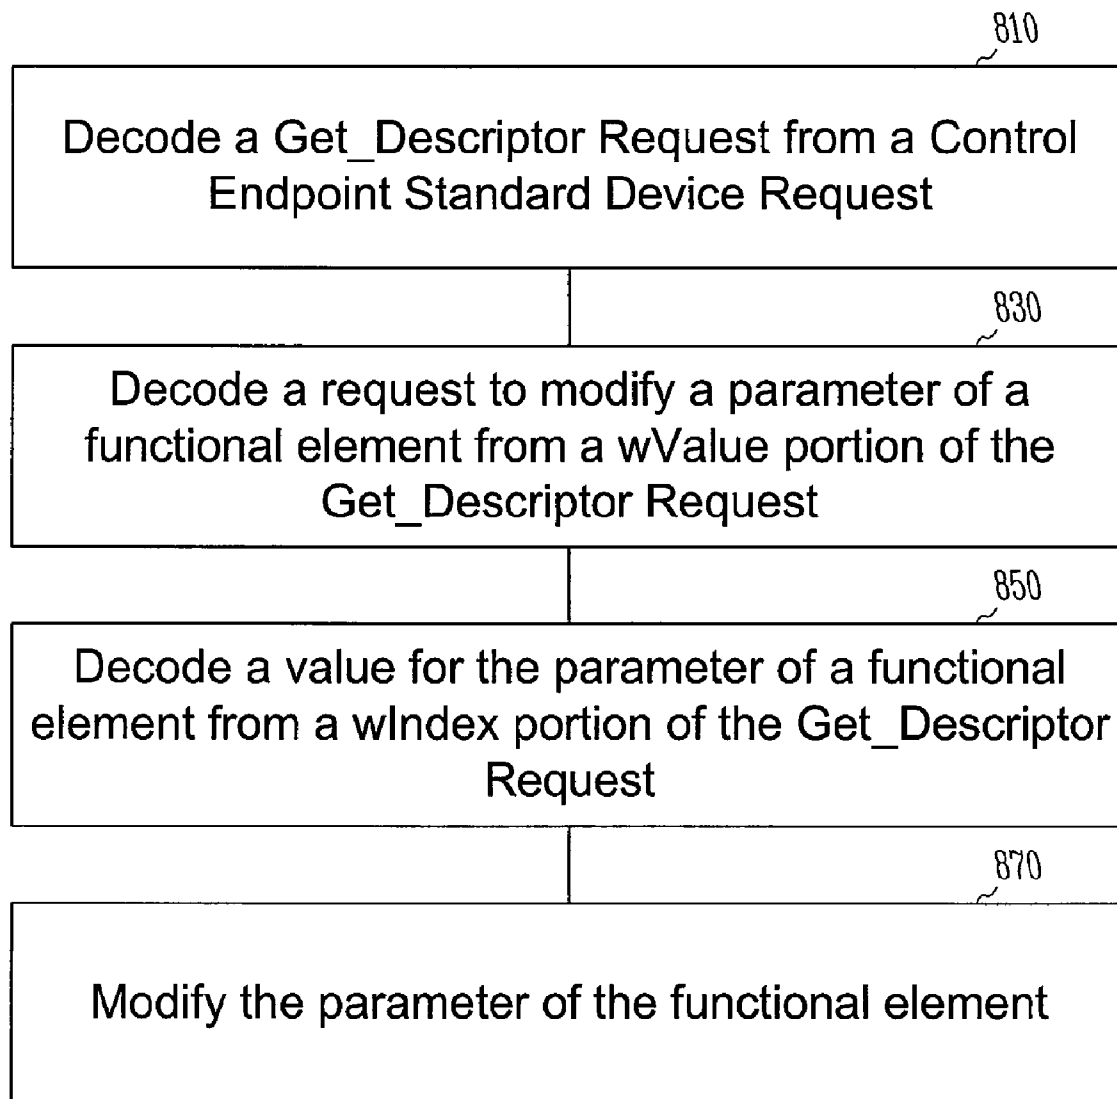 810
Decode a Get_Descriptor Request from a Control
Endpoint Standard Device Request
830
Decode a request to modify a parameter of a
functional element from a wValue portion of the
Get_Descriptor Request
850
Decode a value for the parameter of a functional
element from a wIndex portion of the Get_Descriptor
Request
870
Modify the parameter of the functional element